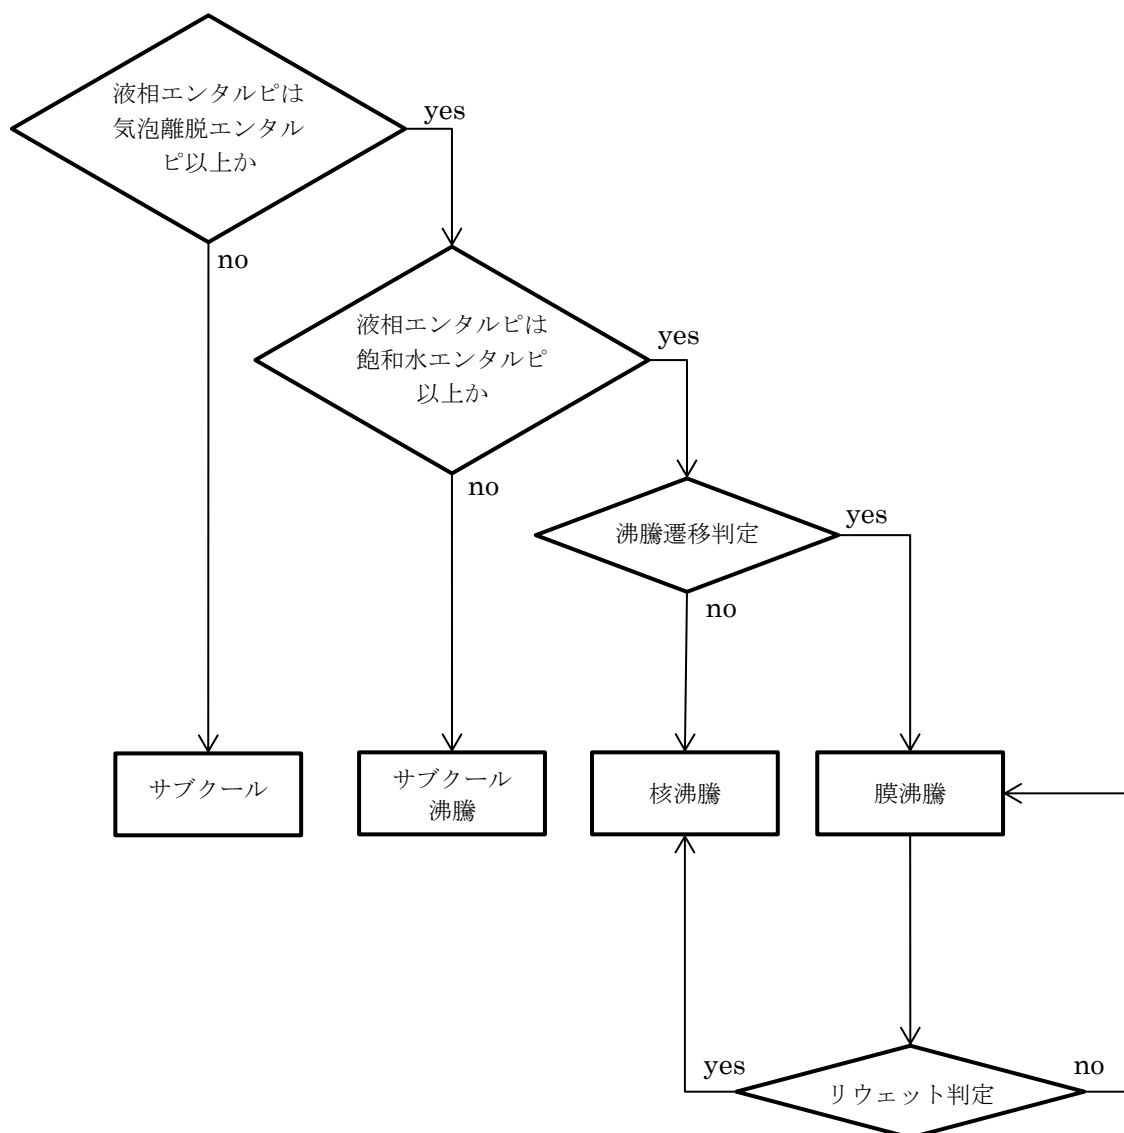 液相エンタルピは
気泡離脱エンタル
ピ以上か
yes
no
液相エンタルピは
飽和水エンタルピ
以上か
yes
no
沸騰遷移判定
yes
no
サブクール
サブクール
沸騰
核沸騰
膜沸騰
yes
リウェット判定
no